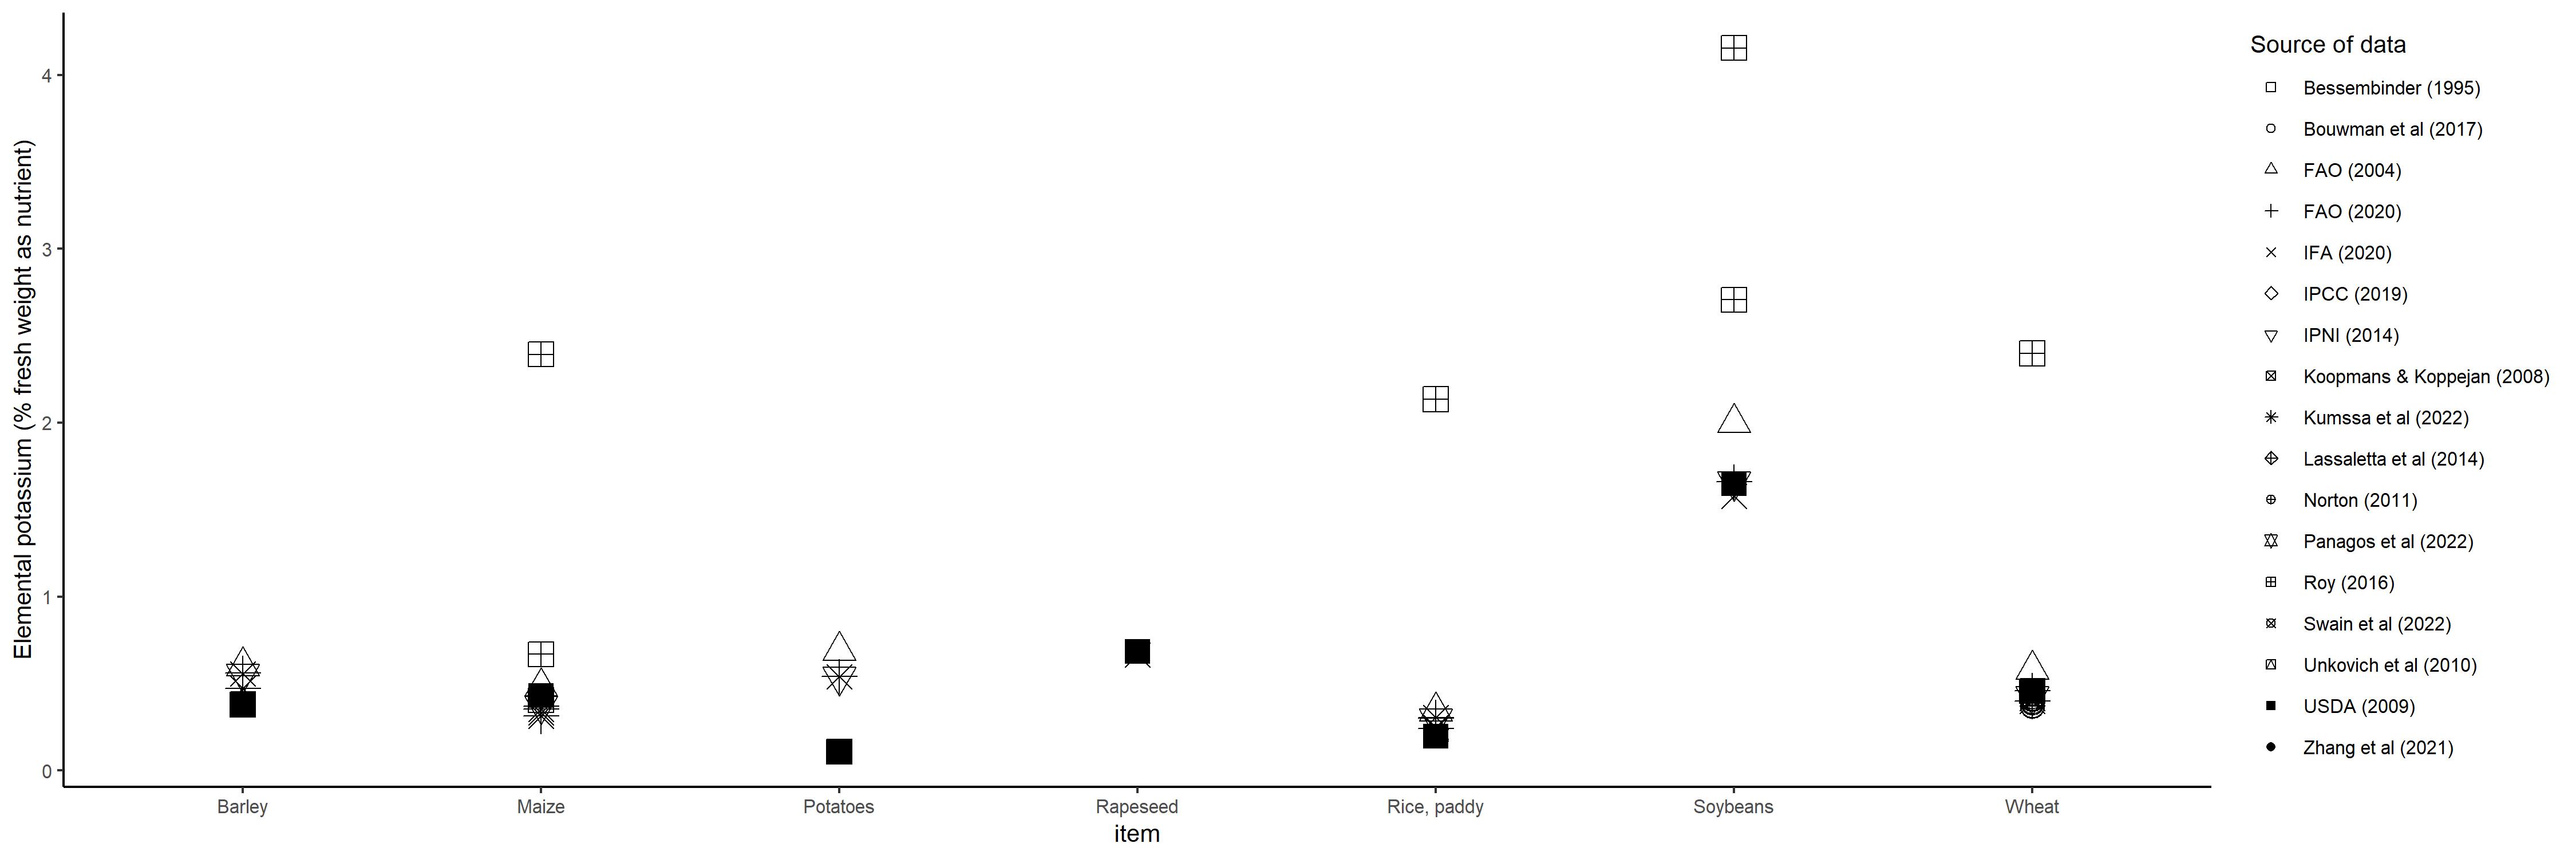 Elemental potassium (% fresh weight as nutrient)
4
3
2
1
0
Barley
Maize
Potatoes
Rapeseed
Rice, paddy
Soybeans
Wheat
item
Source of data
Bessembinder (1995)
Bouwman et al (2017)
FAO (2004)
FAO (2020)
IFA (2020)
IPCC (2019)
IPNI (2014)
Koopmans & Koppejan (2008)
Kumssa et al (2022)
Lassaletta et al (2014)
Norton (2011)
Panagos et al (2022)
Roy (2016)
Swain et al (2022)
Unkovich et al (2010)
USDA (2009)
Zhang et al (2021)